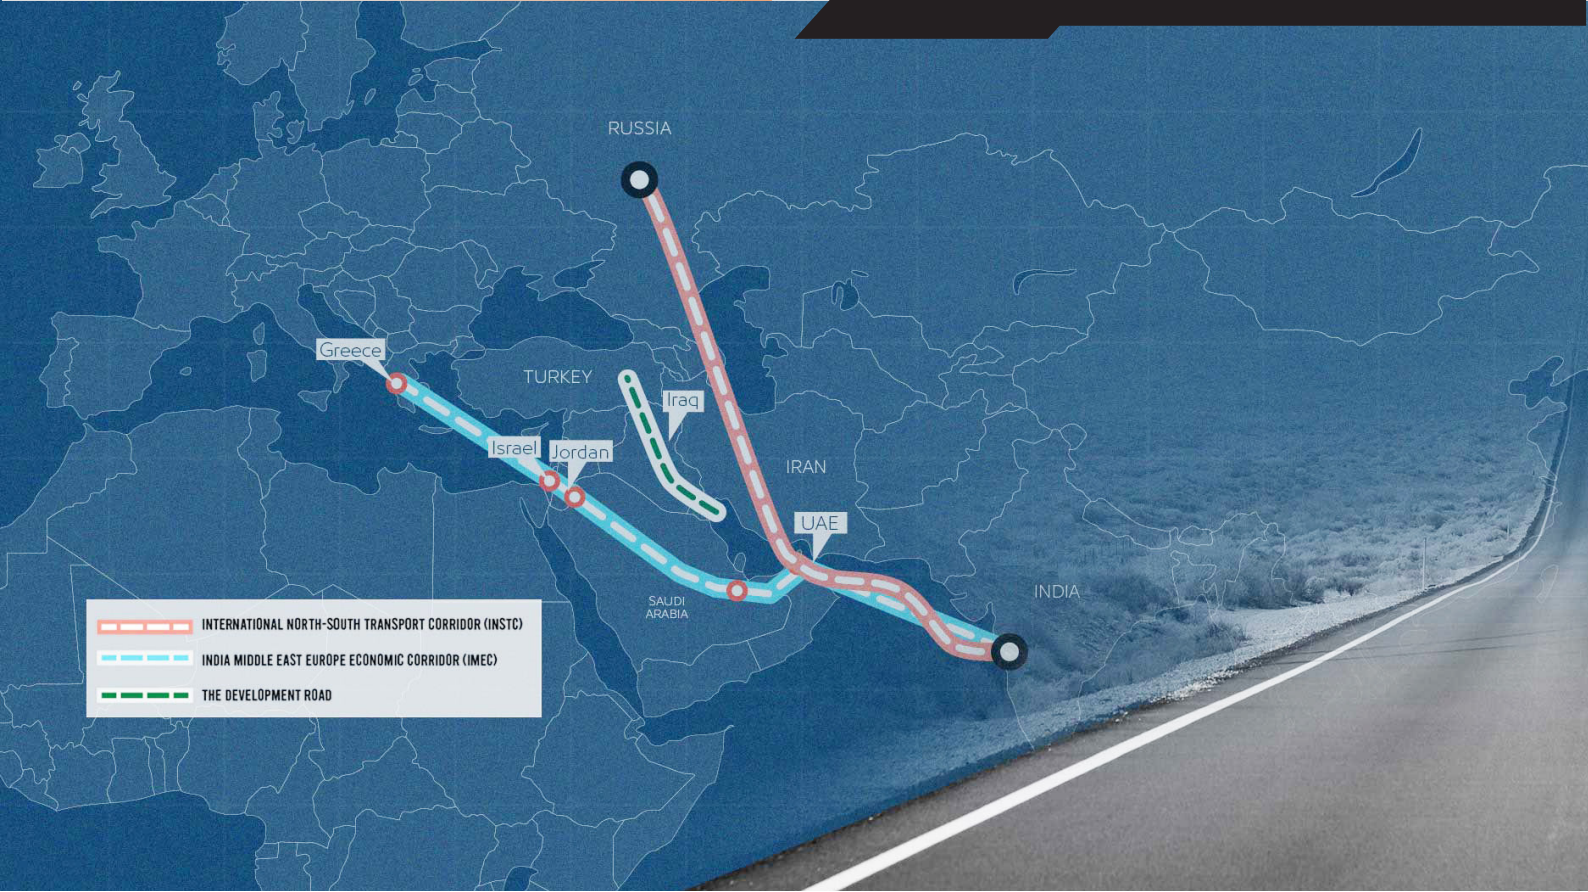 RUSSIA
Greece
TURKEY
Iraq
Israel
Jordan
IRAN
UAE
INDIA
SAUDI
ARABIA
INTERNATIONAL NORTH-SOUTH TRANSPORT CORRIDOR (INSTC)
INDIA MIDDLE EAST EUROPE ECONOMIC CORRIDOR (IMEC)
THE DEVELOPMENT ROAD